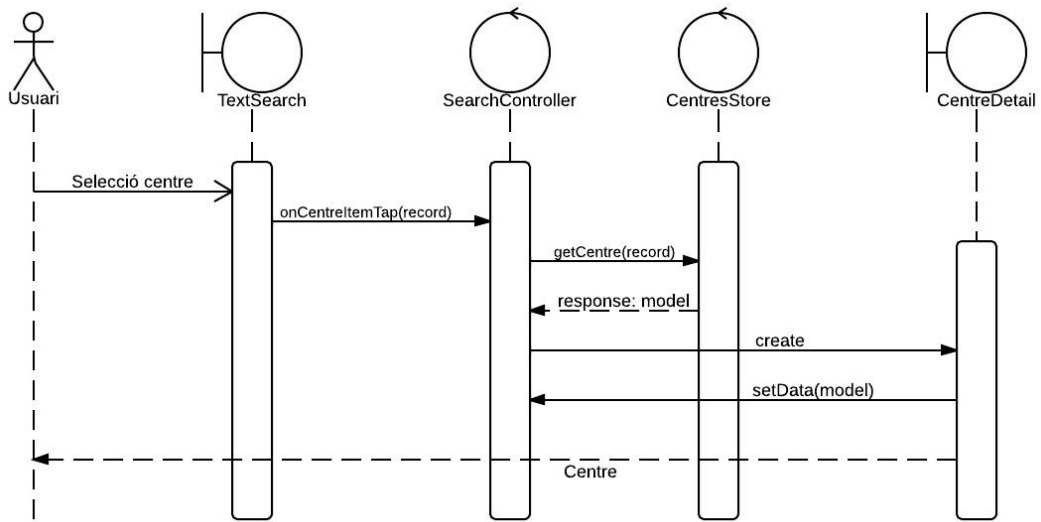 Usuari
TextSearch
SearchController
CentresStore
CentreDetail
Selecció centre
onCentreItemTap(record)
getCentre(record)
response: model
create
setData(model)
Centre